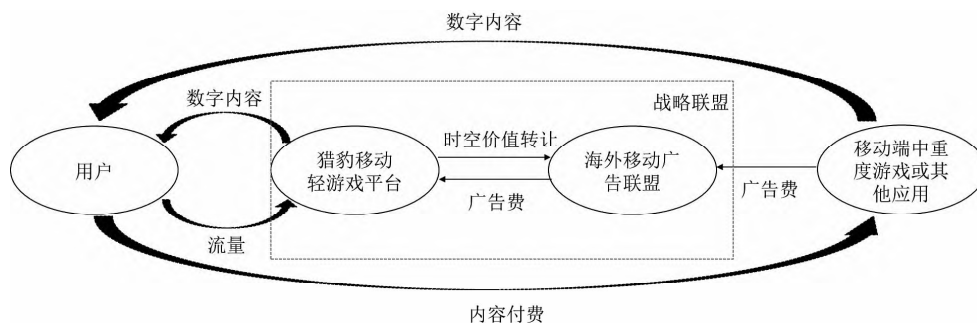 数字内容
数字内容
战略联盟
时空价值转让
用户
猎豹移动
轻游戏平台
海外移动广
告联盟
移动端中重
度游戏或其
他应用
广告费
广告费
流量
内容付费